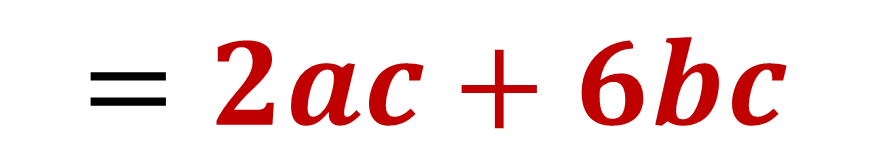 = 2ac + 6bc